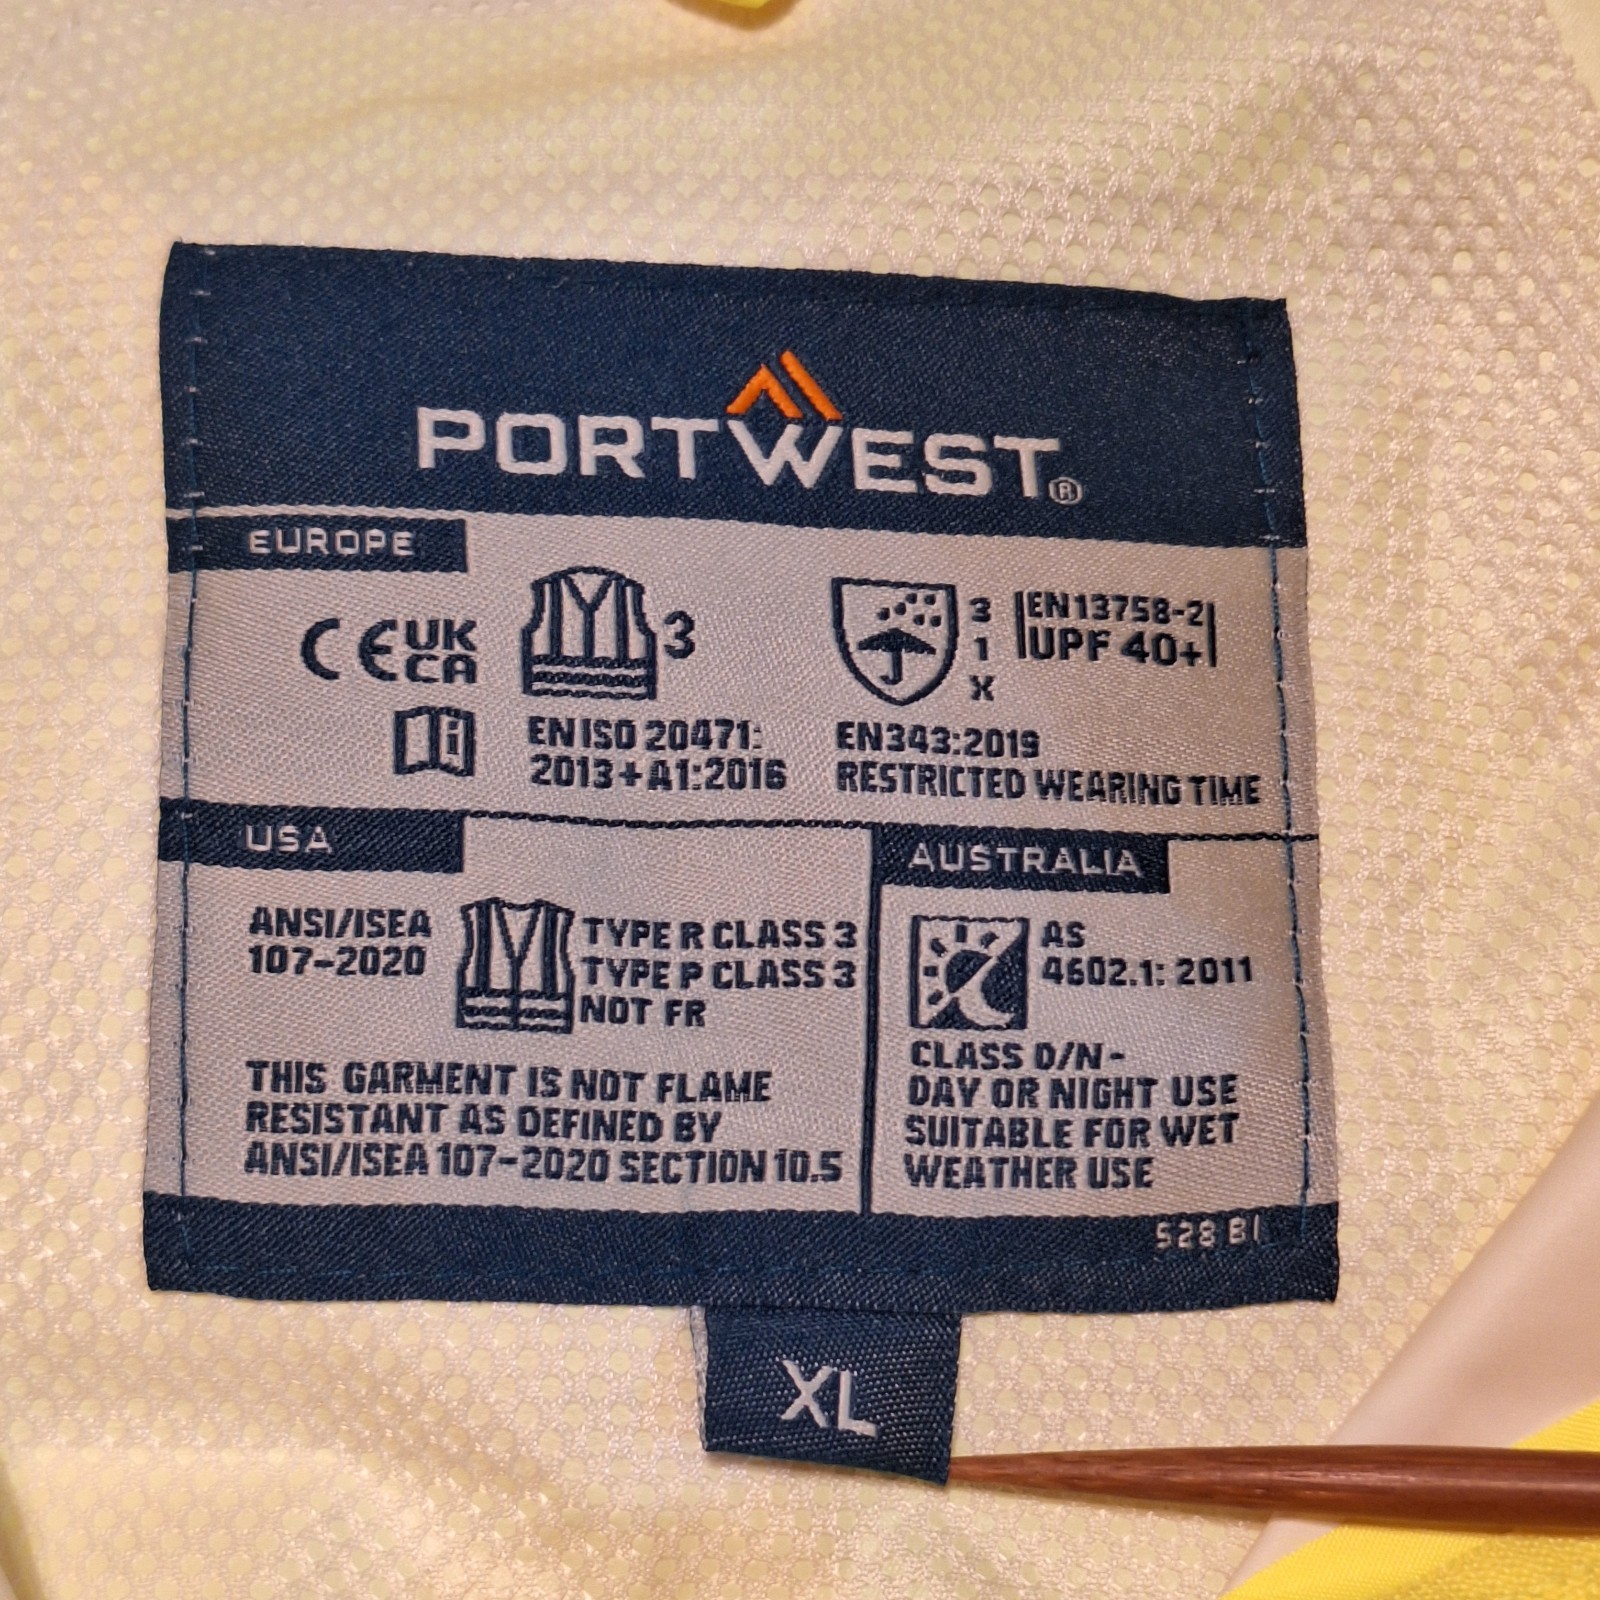 PORTWEST®
EUROPE
CE UK
CA
3
3
1
X
EN13758-2
UPF 40+
i
EN ISO 20471:
2013+A1:2016
EN343:2019
RESTRICTED WEARING TIME
USA
ANSI/ISEA
107-2020
TYPE R CLASS 3
TYPE P CLASS 3
NOT FR
THIS GARMENT IS NOT FLAME
RESISTANT AS DEFINED BY
ANSI/ISEA 107-2020 SECTION 10.5
AUSTRALIA
AS
4602.1: 2011
CLASS D/N-
DAY OR NIGHT USE
SUITABLE FOR WET
WEATHER USE
528 BI
XL